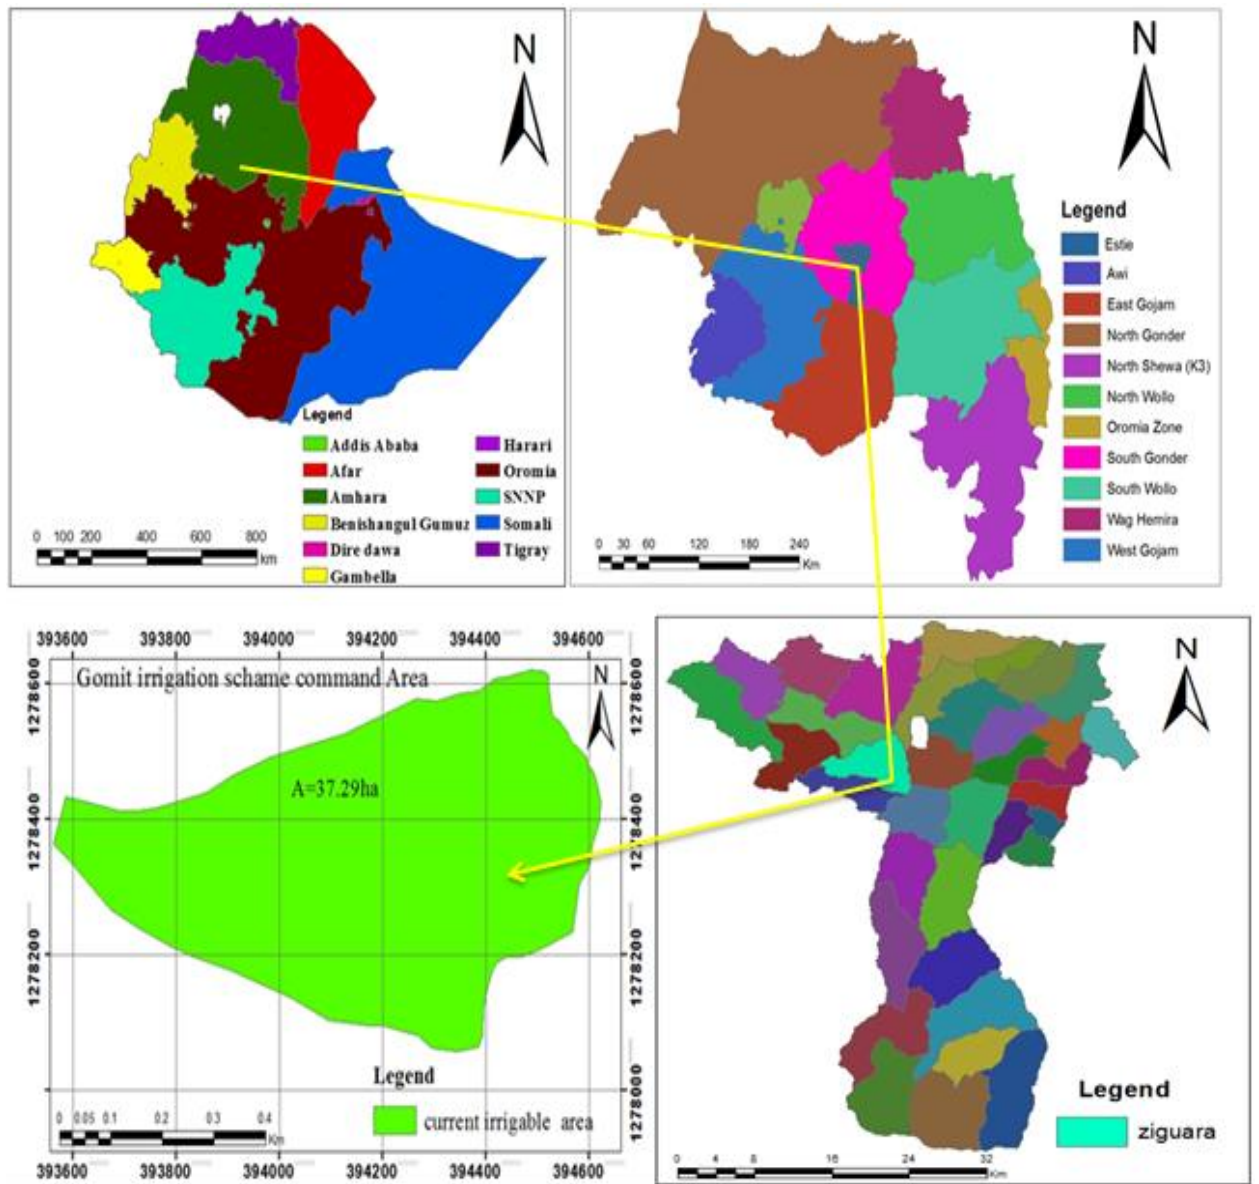 N
Legend
Addis Ababa
Afar
Amhara
Benishangul Gumuz
Dire dawa
Gambella
Harari
Oromia
SNNP
Somali
Tigray
0 100 200 400 600 800
km
N
Legend
Estie
Awi
East Gojam
North Gonder
North Shewa (K3)
North Wollo
Oromia Zone
South Gonder
South Wollo
Wag Hemira
West Gojam
0 30 60 120 180 240
Km
393600 393800 394000 394200 394400 394600
Gomit irrigation schame command Area
N
A=37.29ha
1278600
1278400
1278200
1278000
1278600
1278400
1278200
1278000
Legend
current irrigable area
0 0.05 0.1 0.2 0.3 0.4
Km
393600 393800 394000 394200 394400 394600
N
Legend
ziguara
0 4 8 16 24 32
Km